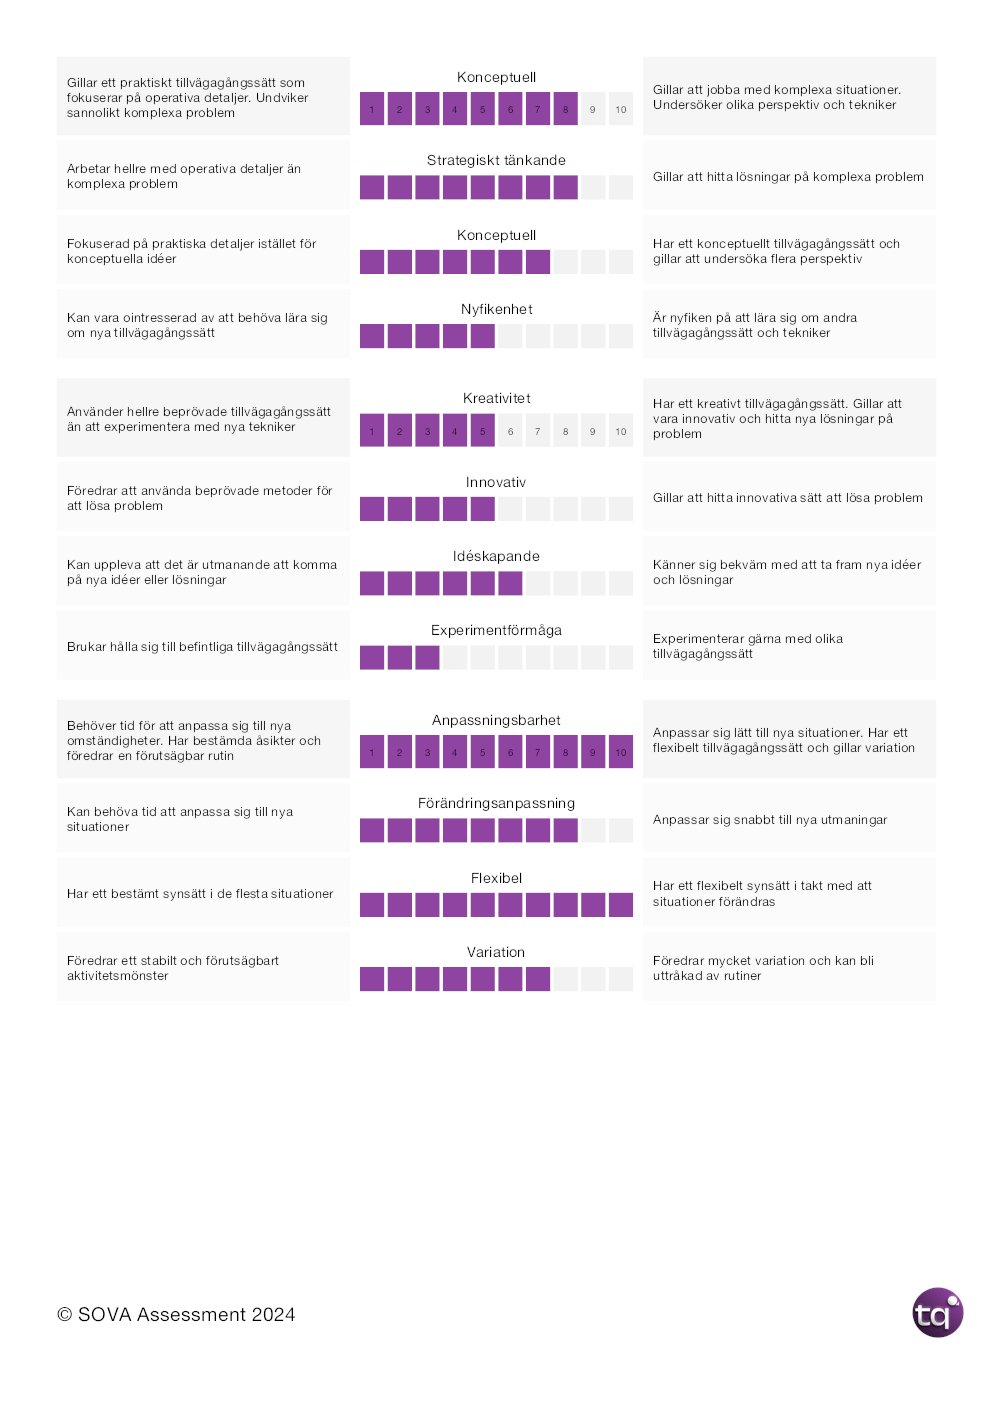 Gillar ett praktiskt tillvägagångssätt som
fokuserar på operativa detaljer. Undviker
sannolikt komplexa problem
Konceptuell
1 2 3 4 5 6 7 8 9 10
Gillar att jobba med komplexa situationer.
Undersöker olika perspektiv och tekniker
Arbetar hellre med operativa detaljer än
komplexa problem
Strategiskt tänkande
Gillar att hitta lösningar på komplexa problem
Fokuserad på praktiska detaljer istället för
konceptuella idéer
Konceptuell
Har ett konceptuellt tillvägagångssätt och
gillar att undersöka flera perspektiv
Kan vara ointresserad av att behöva lära sig
om nya tillvägagångssätt
Nyfikenhet
Är nyfiken på att lära sig om andra
tillvägagångssätt och tekniker
Använder hellre beprövade tillvägagångssätt
än att experimentera med nya tekniker
Kreativitet
1 2 3 4 5 6 7 8 9 10
Har ett kreativt tillvägagångssätt. Gillar att
vara innovativ och hitta nya lösningar på
problem
Föredrar att använda beprövade metoder för
att lösa problem
Innovativ
Gillar att hitta innovativa sätt att lösa problem
Kan uppleva att det är utmanande att komma
på nya idéer eller lösningar
Idéskapande
Känner sig bekväm med att ta fram nya idéer
och lösningar
Brukar hålla sig till befintliga tillvägagångssätt
Experimentförmåga
Experimenterar gärna med olika
tillvägagångssätt
Behöver tid för att anpassa sig till nya
omständigheter. Har bestämda åsikter och
föredrar en förutsägbar rutin
Anpassningsbarhet
1 2 3 4 5 6 7 8 9 10
Anpassar sig lätt till nya situationer. Har ett
flexibelt tillvägagångssätt och gillar variation
Kan behöva tid att anpassa sig till nya
situationer
Förändringsanpassning
Anpassar sig snabbt till nya utmaningar
Har ett bestämt synsätt i de flesta situationer
Flexibel
Har ett flexibelt synsätt i takt med att
situationer förändras
Föredrar ett stabilt och förutsägbart
aktivitetsmönster
Variation
Föredrar mycket variation och kan bli
uttråkad av rutiner
© SOVA Assessment 2024
tq